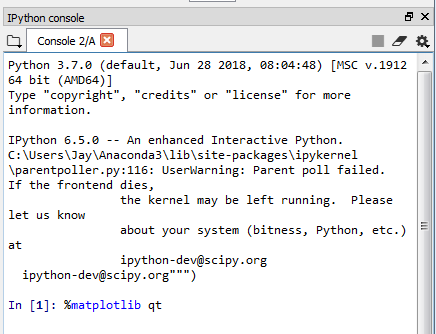 IPython console
Console 2/A
Python 3.7.0 (default, Jun 28 2018, 08:04:48) [MSC v.1912
64 bit (AMD64)]
Type "copyright", "credits" or "license" for more
information.
IPython 6.5.0 -- An enhanced Interactive Python.
C:\Users\Jay\Anaconda3\lib\site-packages\ipykernel
\parentpoller.py:116: UserWarning: Parent poll failed.
If the frontend dies,
the kernel may be left running.  Please
let us know
about your system (bitness, Python, etc.)
at
ipython-dev@scipy.org
ipython-dev@scipy.org""")
In [1]: %matplotlib qt